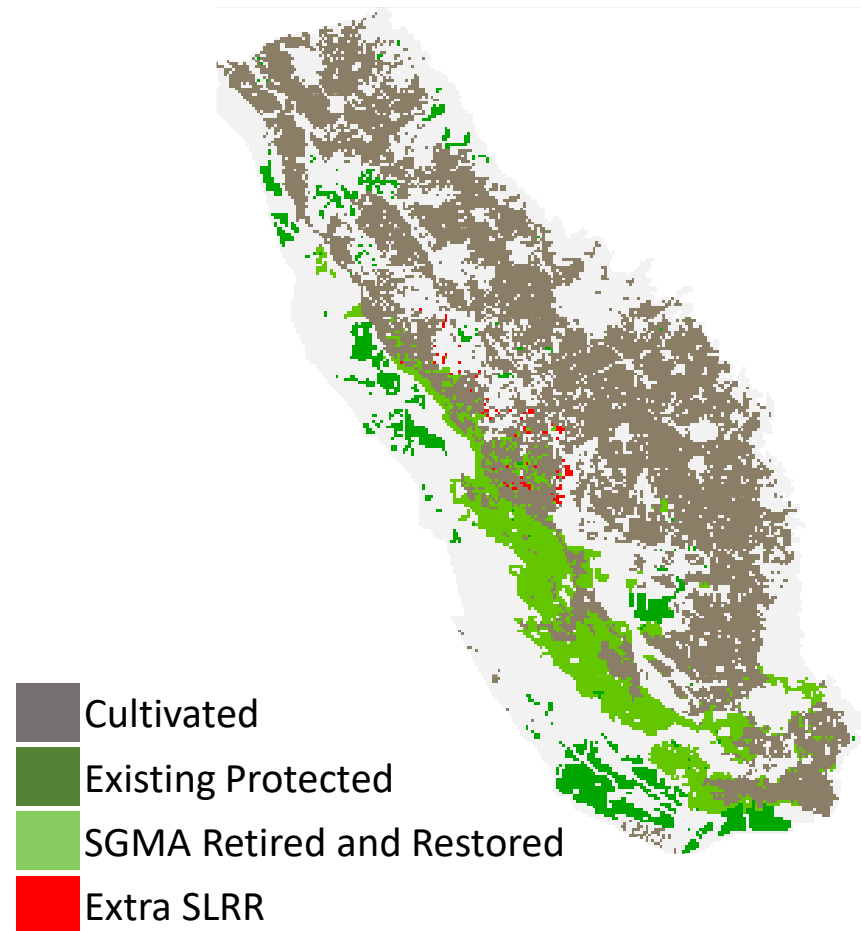 Cultivated
Existing Protected
SGMA Retired and Restored
Extra SLRR